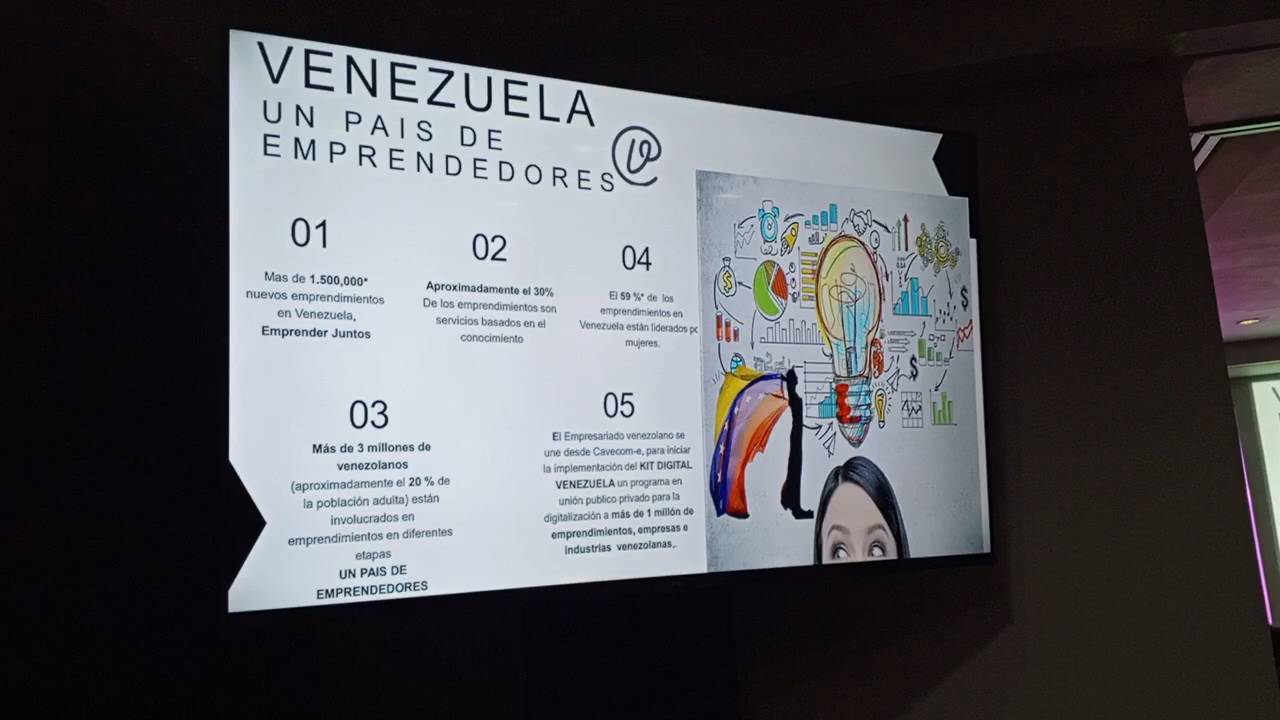 VENEZUELA
UN PAIS DE
EMPRENDEDORES
01
Mas de 1.500,000*
nuevos emprendimientos
en Venezuela,
Emprender Juntos
02
Aproximadamente el 30%
De los emprendimientos son
servicios basados en el
conocimiento
04
El 59 %* de los
emprendimientos en
Venezuela están liderados po
mujeres.
03
Más de 3 millones de
venezolanos
(aproximadamente el 20 % de
la población adulta) están
involucrados en
emprendimientos en diferentes
etapas
UN PAIS DE
EMPRENDEDORES
05
El Empresariado venezolano se
une desde Cavecom-e, para iniciar
la implementación del KIT DIGITAL
VENEZUELA un programa en
unión publico privado para la
digitalización a más de 1 millón de
emprendimientos, empresas e
industrias venezolanas,.